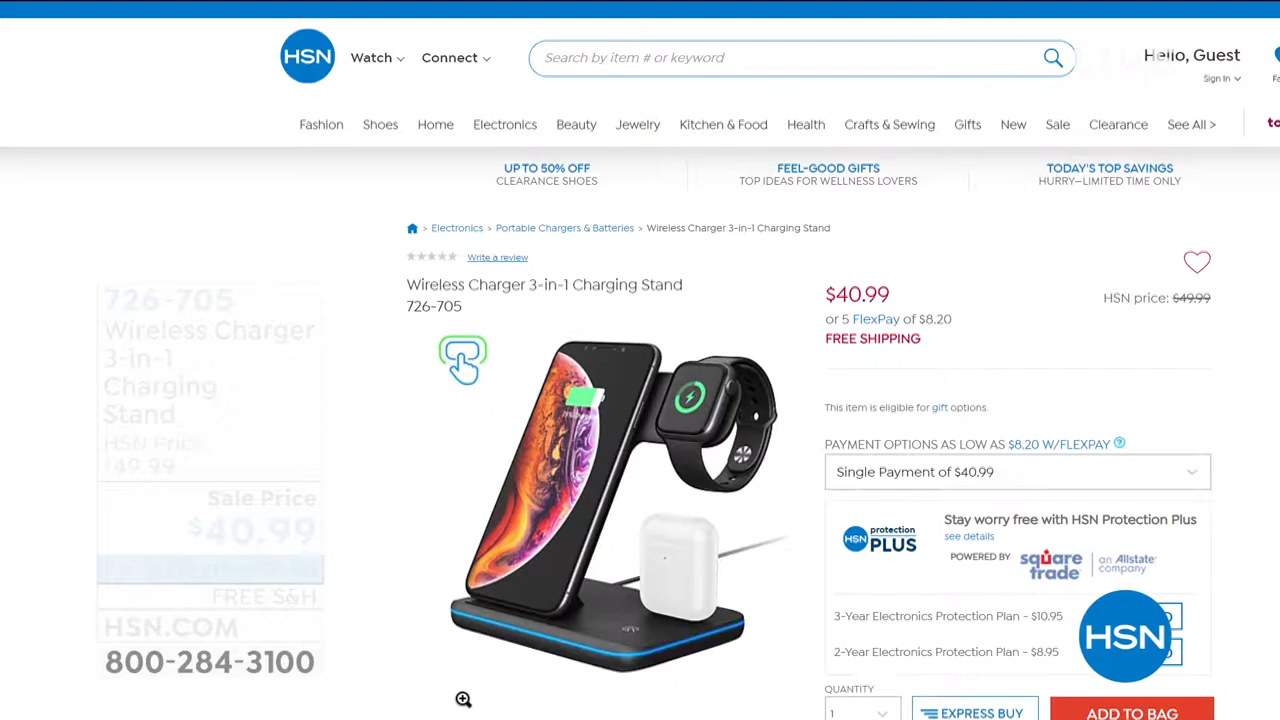 HSN
Watch
Connect
Search by item # or keyword
Hello, Guest
Sign In
Fashion
Shoes
Home
Electronics
Beauty
Jewelry
Kitchen & Food
Health
Crafts & Sewing
Gifts
New
Sale
Clearance
See All >
UP TO 50% OFF
CLEARANCE SHOES
FEEL-GOOD GIFTS
TOP IDEAS FOR WELLNESS LOVERS
TODAY'S TOP SAVINGS
HURRY—LIMITED TIME ONLY
> Electronics > Portable Chargers & Batteries > Wireless Charger 3-in-1 Charging Stand
Write a review
Wireless Charger 3-in-1 Charging Stand
726-705
$40.99
HSN price: $49.99
or 5 FlexPay of $8.20
FREE SHIPPING
This item is eligible for gift options.
PAYMENT OPTIONS AS LOW AS $8.20 W/FLEXPAY
Single Payment of $40.99
HSN protection PLUS
Stay worry free with HSN Protection Plus
see details
POWERED BY
square trade
an Allstate company
3-Year Electronics Protection Plan - $10.95
2-Year Electronics Protection Plan - $8.95
HSN
QUANTITY
1
EXPRESS BUY
ADD TO BAG
726-705
Wireless Charger
3-in-1
Charging
Stand
HSN Price
$49.99
Sale Price
$40.99
FREE S&H
HSN.COM
800-284-3100